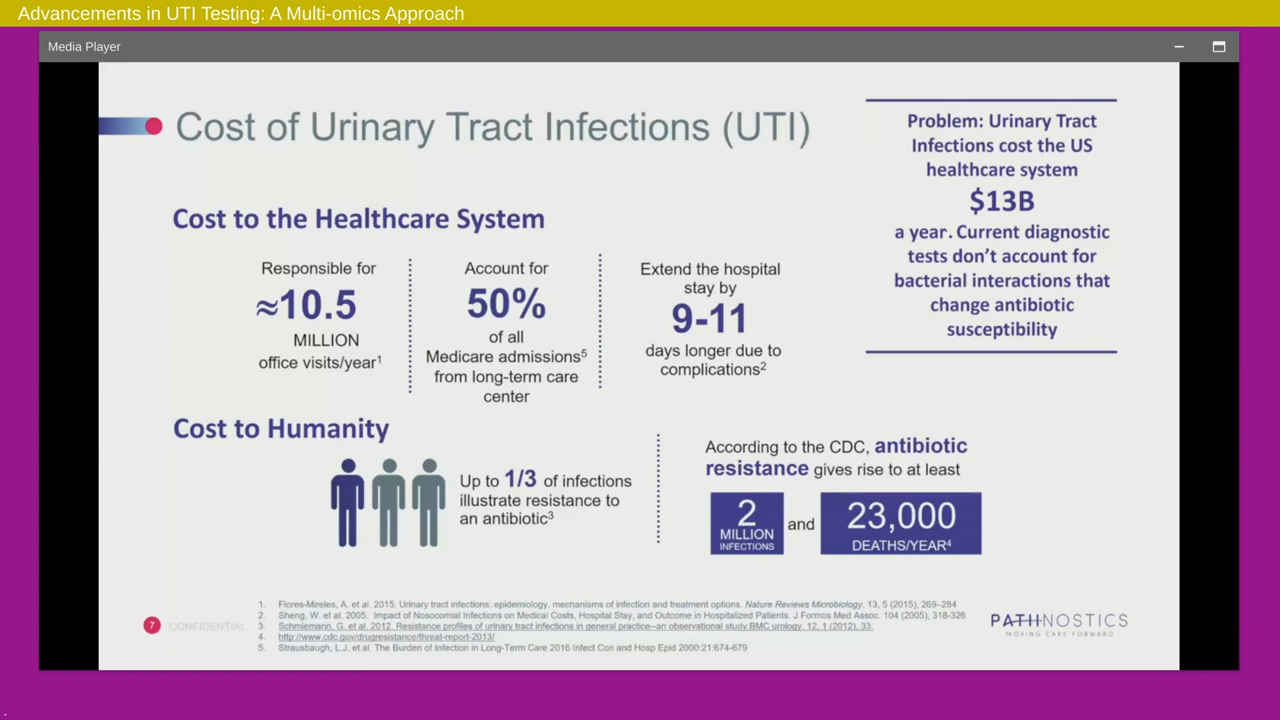 Advancements in UTI Testing: A Multi-omics Approach
Media Player
Cost of Urinary Tract Infections (UTI)
Problem: Urinary Tract
Infections cost the US
healthcare system
$13B
a year. Current diagnostic
tests don't account for
bacterial interactions that
change antibiotic
susceptibility
Cost to the Healthcare System
Responsible for
≈10.5
MILLION
office visits/year1
Account for
50%
of all
Medicare admissions5
from long-term care
center
Extend the hospital
stay by
9-11
days longer due to
complications2
Cost to Humanity
Up to 1/3 of infections
illustrate resistance to
an antibiotic3
According to the CDC, antibiotic
resistance gives rise to at least
2
MILLION
INFECTIONS
and
23,000
DEATHS/YEAR4
1. Flores-Mireles, A. et al. 2015. Urinary tract infections: epidemiology, mechanisms of infection and treatment options. Nature Reviews Microbiology. 13, 5 (2015), 269–284
2. Sheng, W. et al. 2005. Impact of Nosocomial Infections on Medical Costs, Hospital Stay, and Outcome in Hospitalized Patients. J Formos Med Assoc. 104 (2005), 318-326
3. Schmiemann, G. et al. 2012. Resistance profiles of urinary tract infections in general practice--an observational study.BMC urology. 12, 1 (2012), 33.
4 http://www.cdc.gov/drugresistance/threat-report-2013/
5 Strausbaugh, L.J. et al. The Burden of Infection in Long-Term Care 2016 Infect Con and Hosp Epid 2000:21:674-679
7 CONFIDENTIAL
PATHNOSTICS
MOVING CARE FORWARD